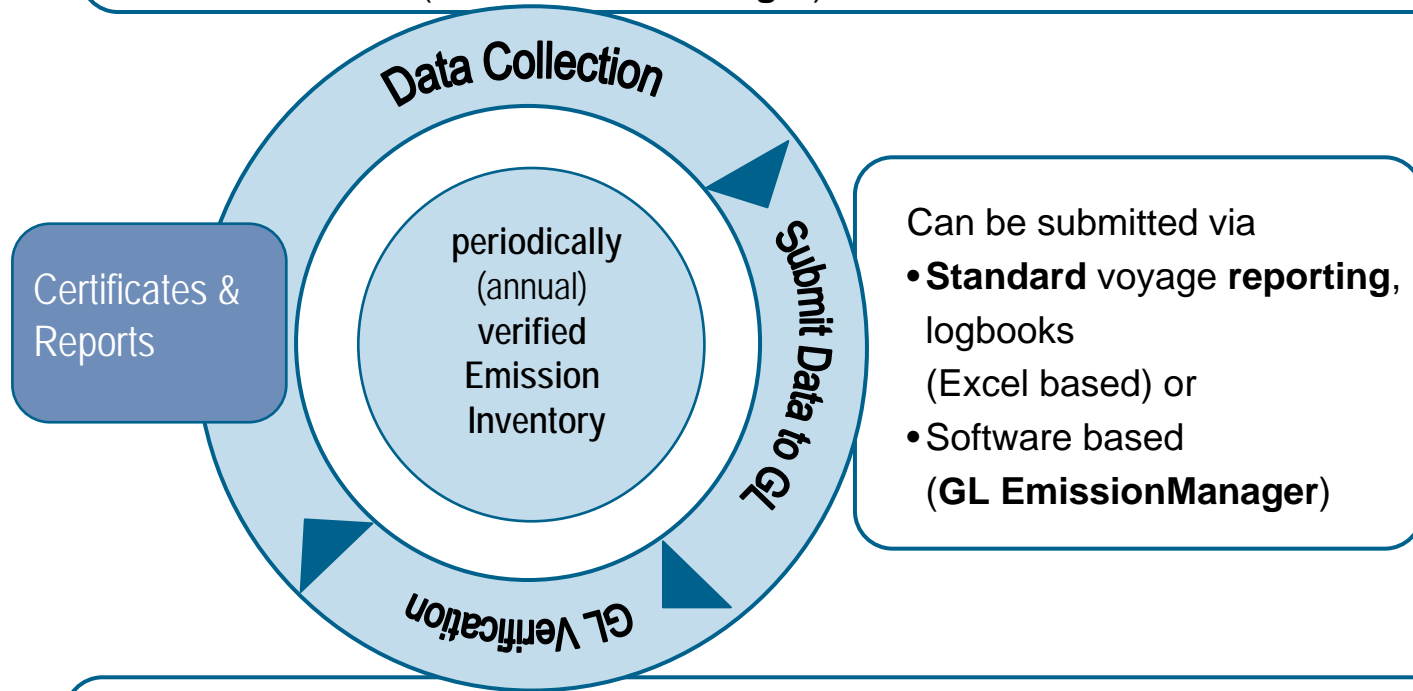 Data Collection
Submit Data to GL
GL Verification
Certificates &
Reports
periodically
(annual)
verified
Emission
Inventory
Can be submitted via
•Standard voyage reporting,
logbooks
(Excel based) or
•Software based
(GL EmissionManager)